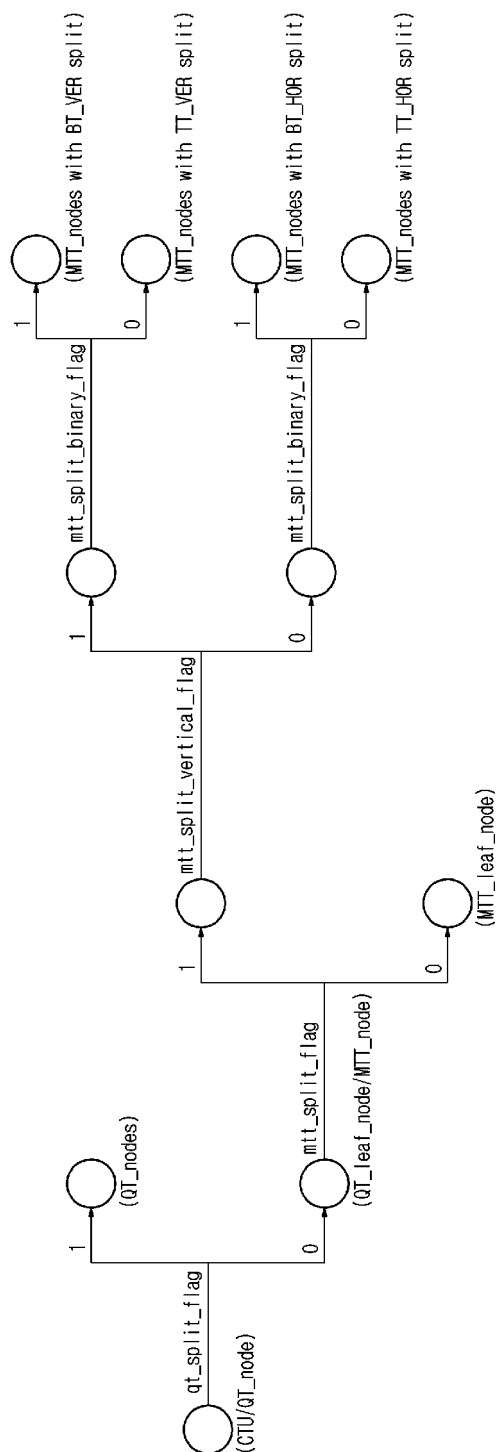 (CTU/QT_node)
qt_split_flag
1
0
(QT_nodes)
(QT_leaf_node/MTT_node)
mtt_split_flag
1
0
(MTT_leaf_node)
mtt_split_vertical_flag
1
0
mtt_split_binary_flag
1
0
(MTT_nodes with BT_VER split)
(MTT_nodes with TT_VER split)
mtt_split_binary_flag
1
0
(MTT_nodes with BT_HOR split)
(MTT_nodes with TT_HOR split)